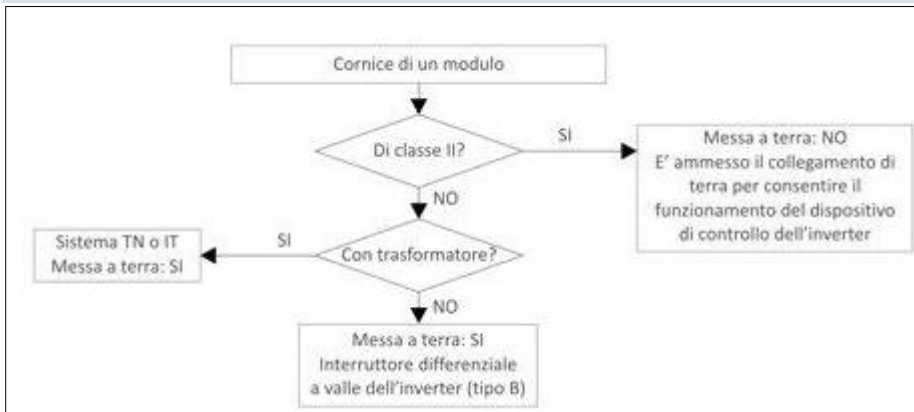 Cornice di un modulo
Di classe II?
SI
Messa a terra: NO
E' ammesso il collegamento di
terra per consentire il
funzionamento del dispositivo
di controllo dell'inverter
NO
Sistema TN o IT
Messa a terra: SI
SI
Con trasformatore?
NO
Messa a terra: SI
Interruttore differenziale
a valle dell'inverter (tipo B)